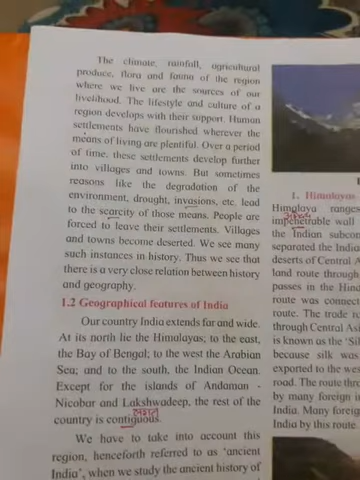 The climate, rainfall, agricultural
produce, flora and fauna of the region
where we live are the sources of our
livelihood. The lifestyle and culture of a
region develops with their support. Human
settlements have flourished wherever the
means of living are plentiful. Over a period
of time, these settlements develop further
into villages and towns. But sometimes
reasons like the degradation of the
environment, drought, invasions, etc. lead
to the scarcity of those means. People are
forced to leave their settlements. Villages
and towns become deserted. We see many
such instances in history. Thus we see that
there is a very close relation between history
and geography.
1.2 Geographical features of India
Our country India extends far and wide.
At its north lie the Himalayas; to the east,
the Bay of Bengal; to the west the Arabian
Sea; and to the south, the Indian Ocean.
Except for the islands of Andaman -
Nicobar and Lakshwadeep, the rest of the
country is contiguous.
We have to take into account this
region, henceforth referred to as 'ancient
India', when we study the ancient history of
1. Himalayas
Himalaya ranges
impenetrable wall
the Indian subcon
separated the India
deserts of Central A
land route through
passes in the Hind
route was connect
route. The trade to
through Central Asi
is known as the 'Sil
because silk was
exported to the wes
road. The route thro
by many foreign in
India. Many foreig
India by this route.